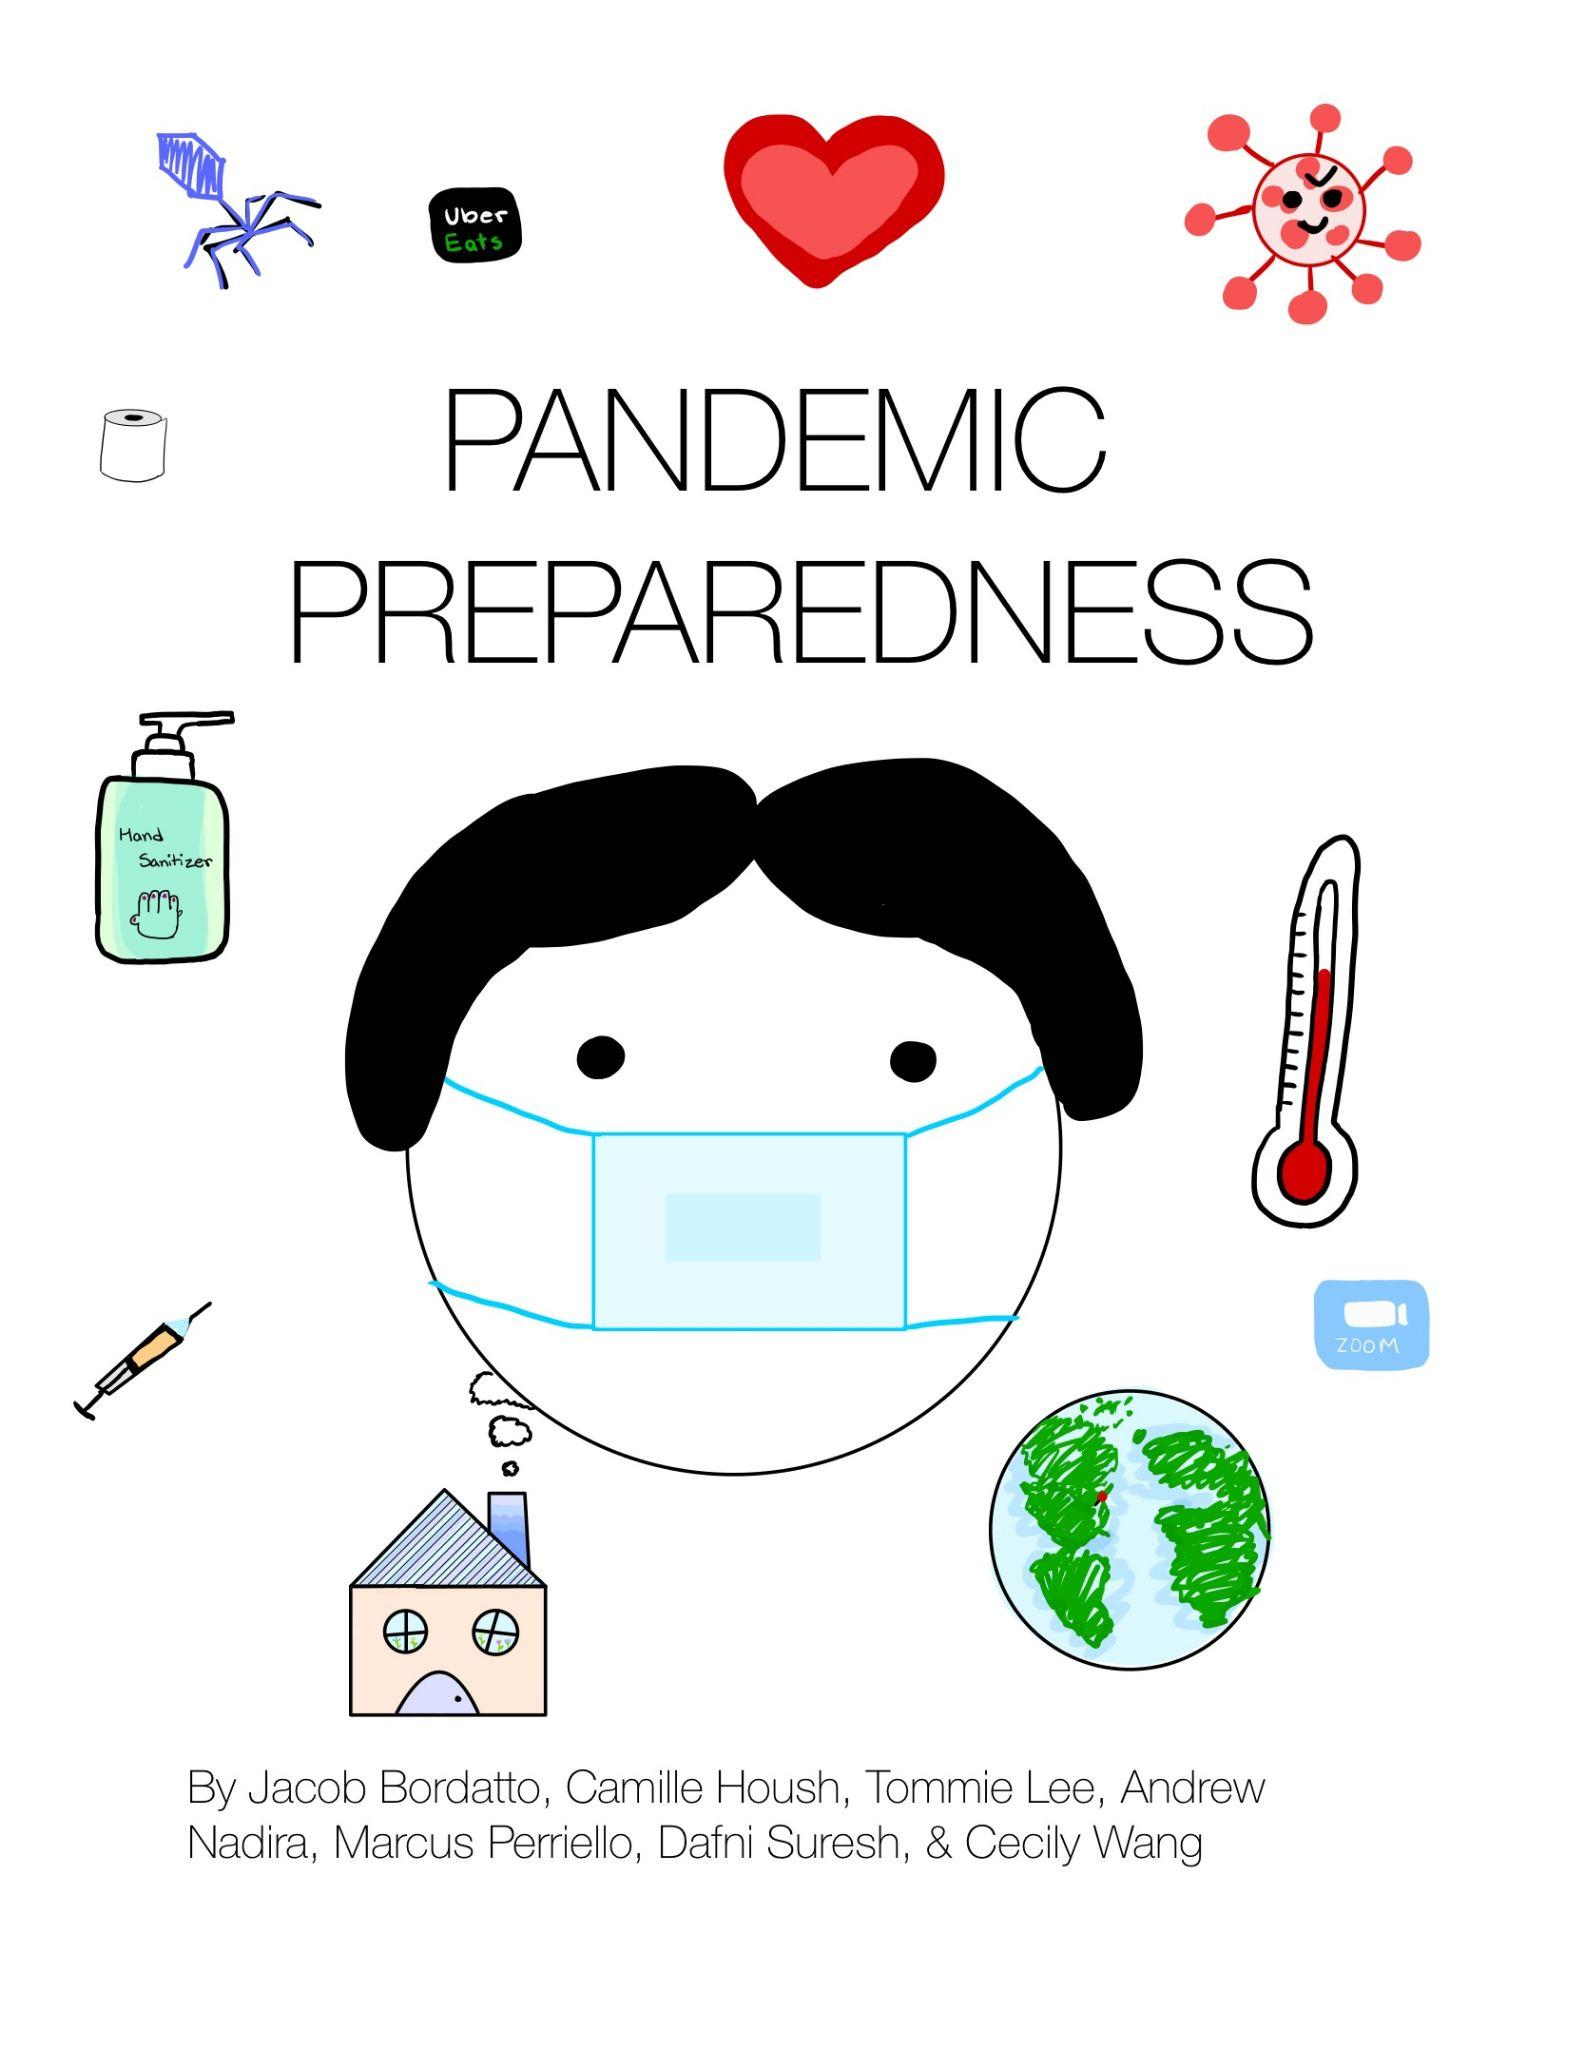 Uber
Eats
PANDEMIC
PREPAREDNESS
Hand
Sanitizer
ZOOM
By Jacob Bordatto, Camille Housh, Tommie Lee, Andrew
Nadira, Marcus Perriello, Dafni Suresh, & Cecily Wang